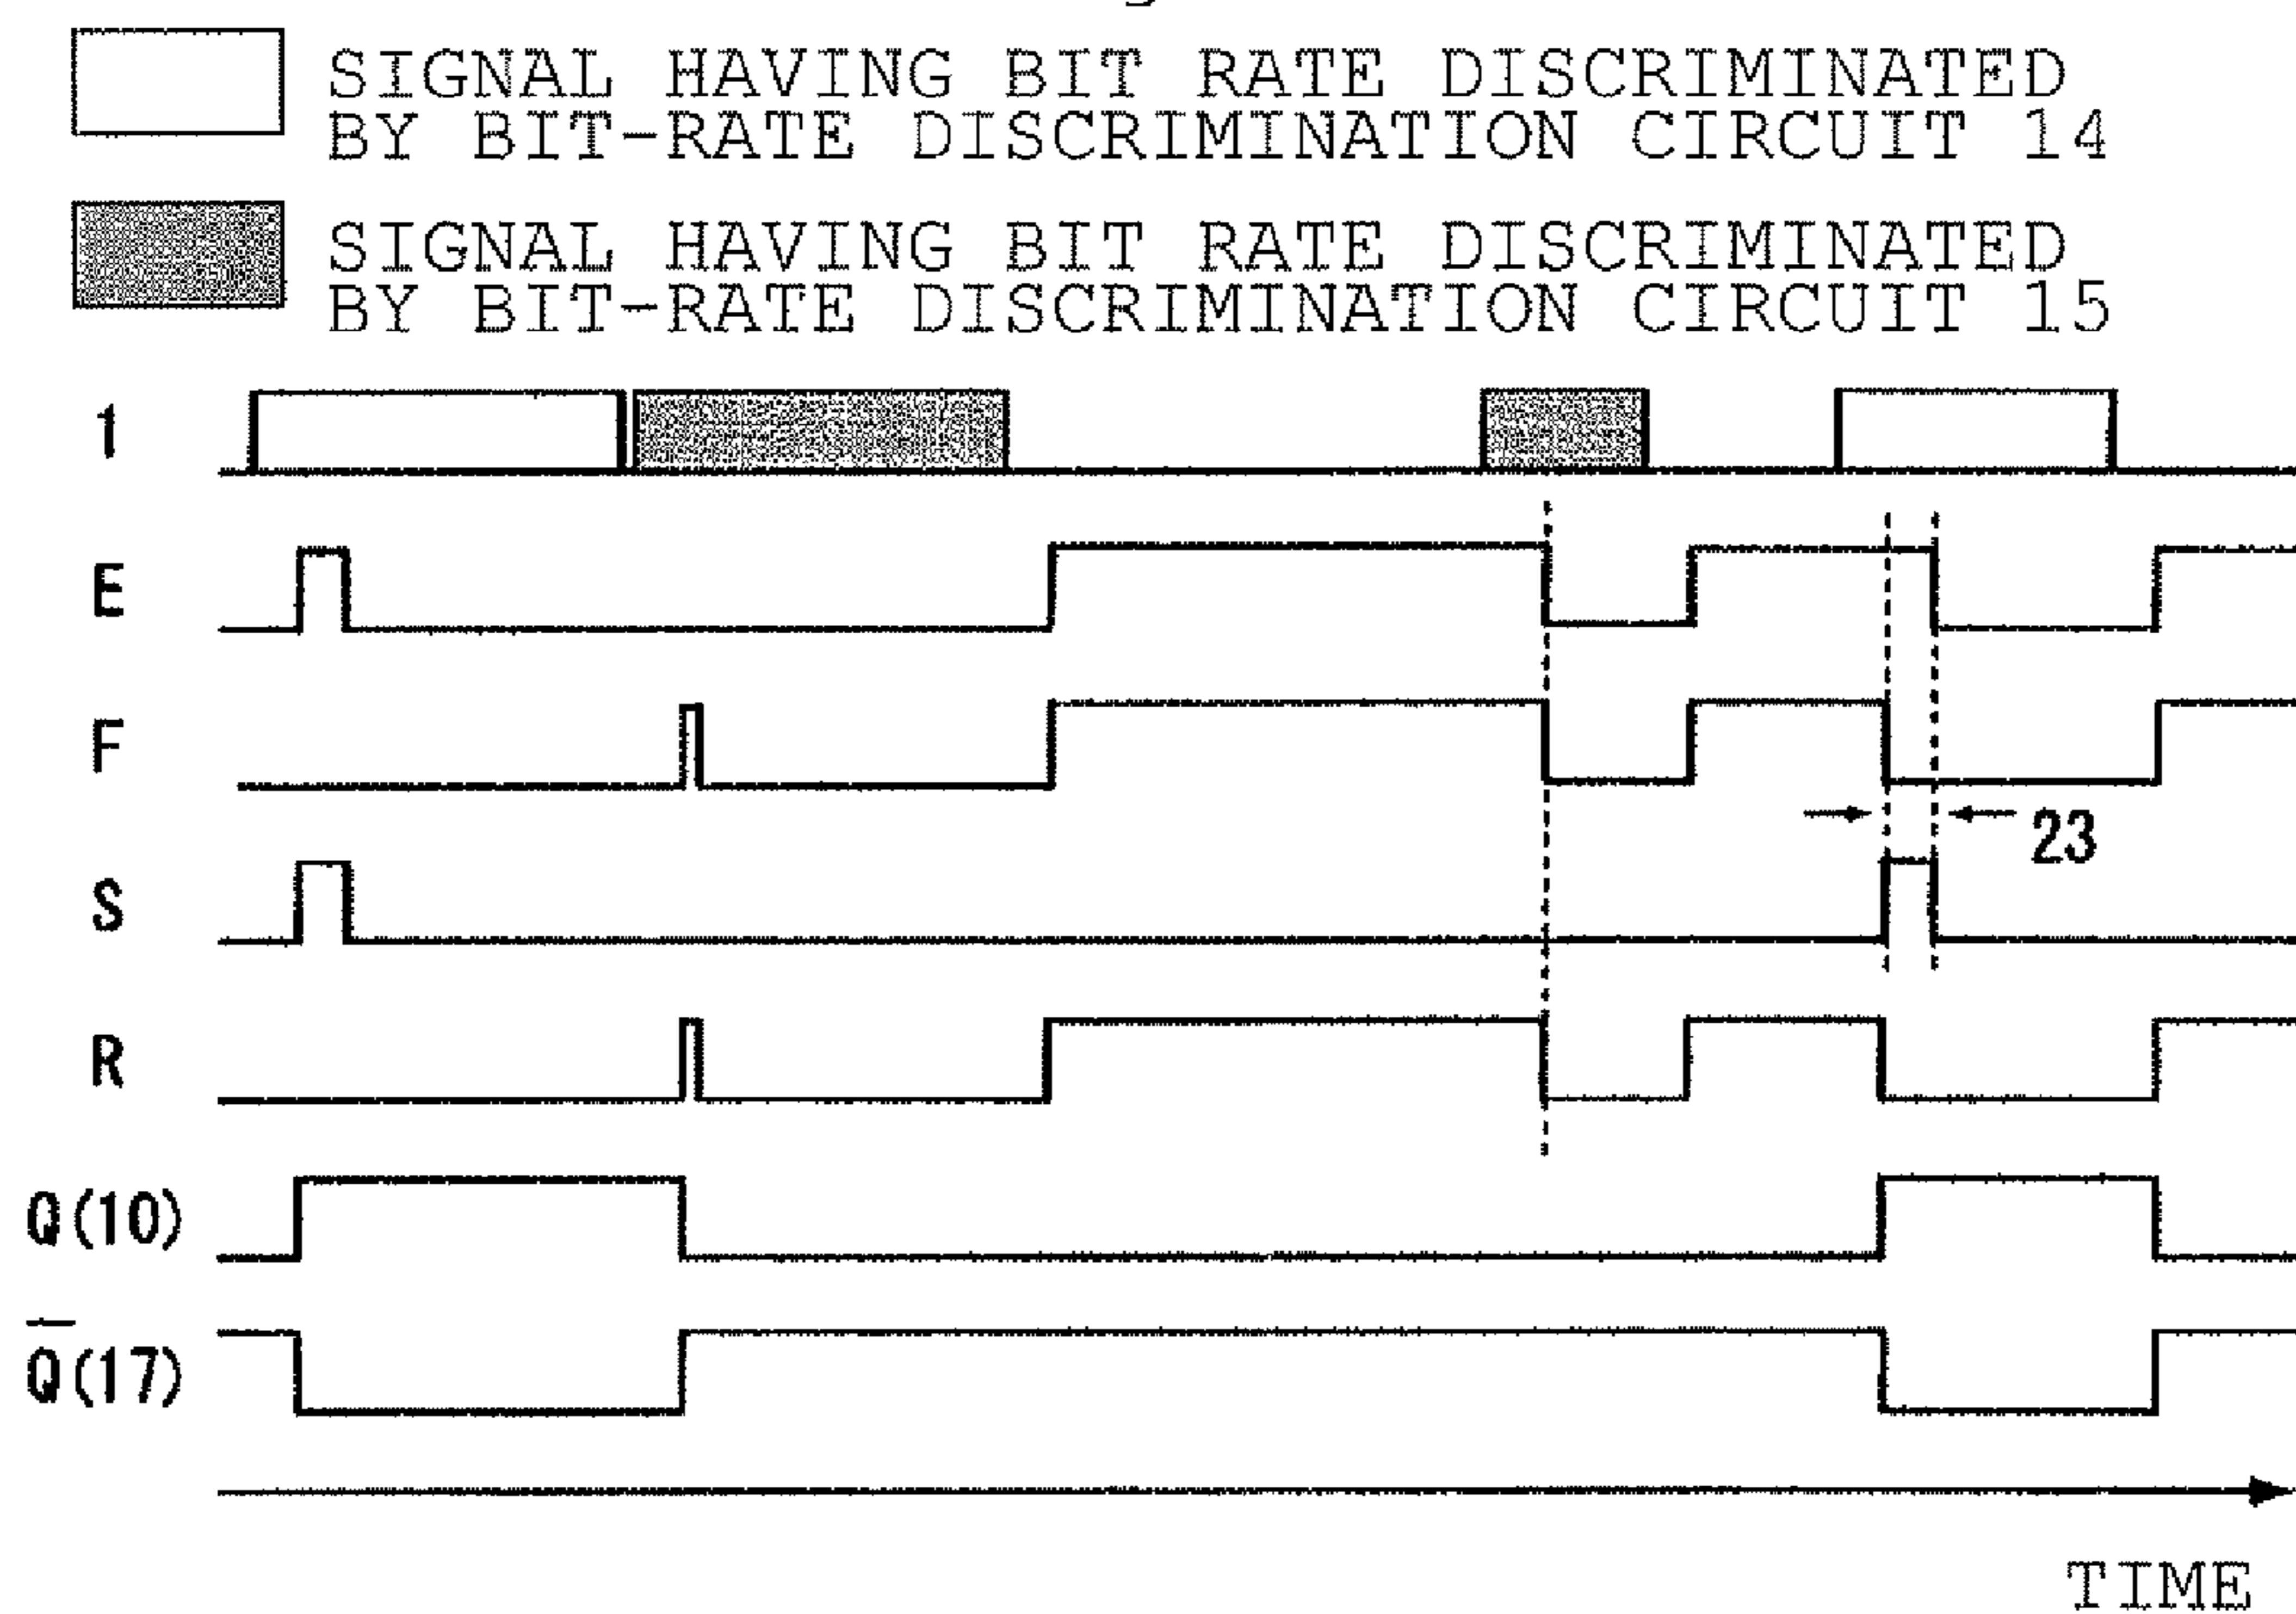 SIGNAL HAVING BIT RATE DISCRIMINATED
BY BIT-RATE DISCRIMINATION CIRCUIT 14
SIGNAL HAVING BIT RATE DISCRIMINATED
BY BIT-RATE DISCRIMINATION CIRCUIT 15
1
E
F
23
S
R
Q(10)
Q̅(17)
TIME